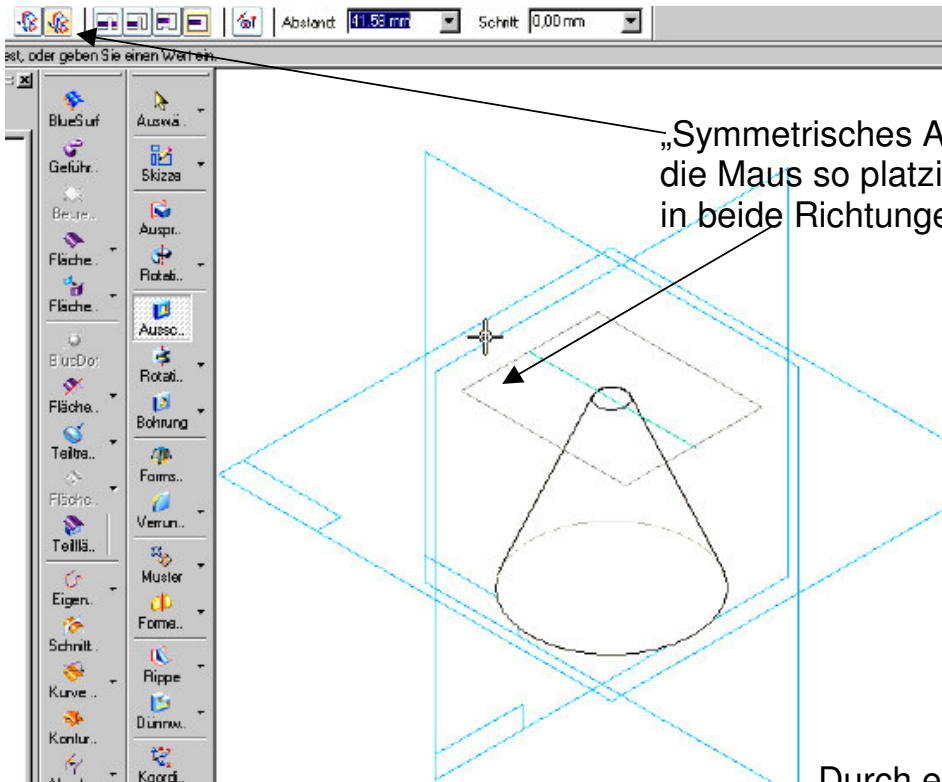 Abstand: 41.58 mm Schritt: 0,00 mm
est, oder geben Sie einen Wert ein.
„Symmetrisches A
die Maus so platzi
in beide Richtunge
BlueSurf
Geführ..
Fläche..
Fläche..
BlueDot
Fläche..
Teiltre..
Fläche..
Teillä..
Eigen..
Schnitt..
Kurve ..
Kontur..
Auswä..
Skizze
Auspr..
Rotati..
Aussc..
Rotati..
Bohrung
Forms..
Verrun..
Muster
Forme..
Rippe
Dünnw..
Koordi..
Durch e